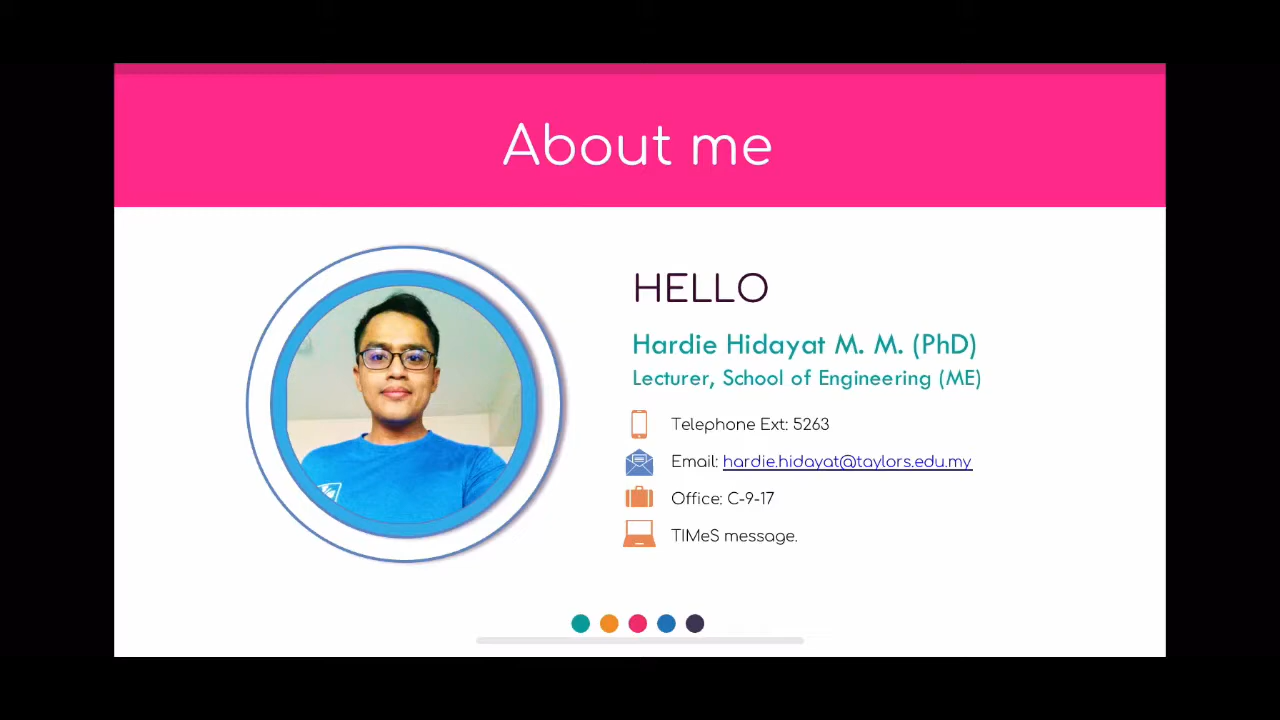 About me
HELLO
Hardie Hidayat M. M. (PhD)
Lecturer, School of Engineering (ME)
Telephone Ext: 5263
Email: hardie.hidayat@taylors.edu.my
Office: C-9-17
TIMeS message.